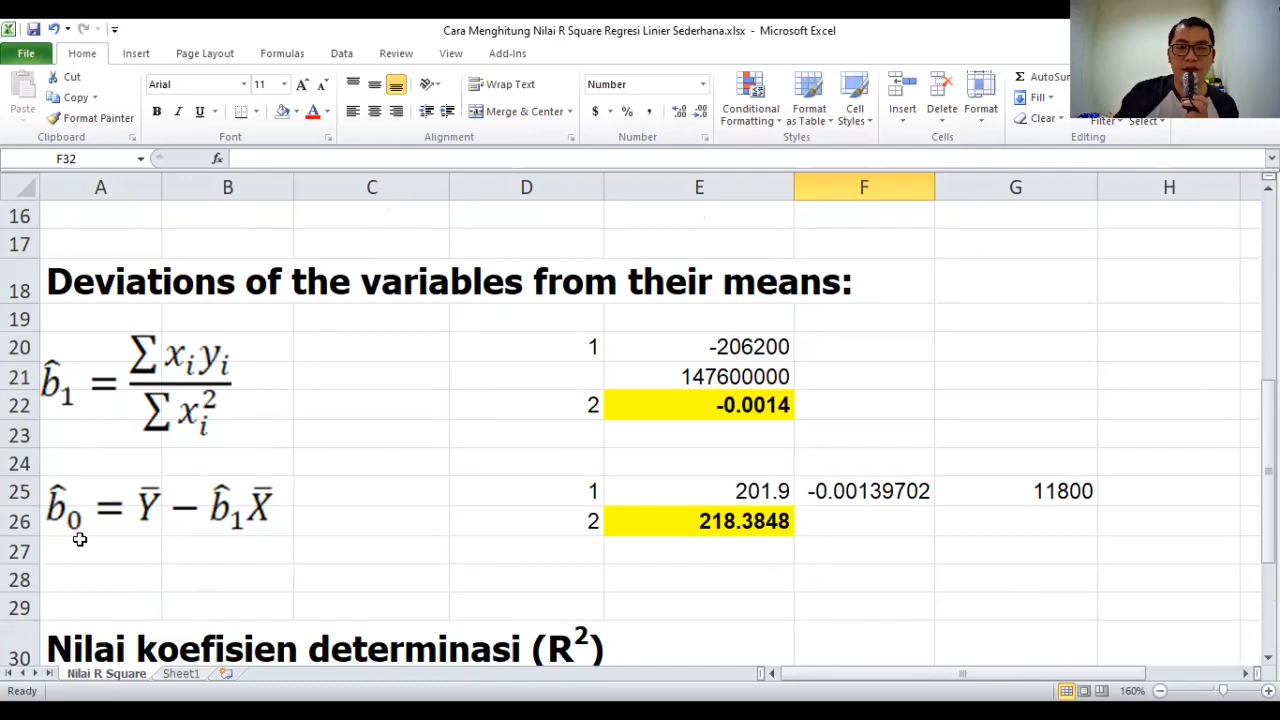 Cara Menghitung Nilai R Square Regresi Linier Sederhana.xlsx - Microsoft Excel
File Home Insert Page Layout Formulas Data Review View Add-Ins
Paste
Cut
Copy
Format Painter
Arial 11
B I U
Wrap Text
Merge & Center
Number
$ % ,
Conditional Formatting
Format as Table
Cell Styles
Insert
Delete
Format
Σ AutoSum
Fill
Clear
Filter Select
Clipboard Font Alignment Number Styles Cells Editing
F32 fx
A B C D E F G H
16
17
18 Deviations of the variables from their means:
19
20 1 -206200
21 147600000
22 2 -0.0014
b̂₁ = ∑ xᵢyᵢ / ∑ xᵢ²
23
24
25 1 201.9 -0.00139702 11800
26 2 218.3848
b̂₀ = Ȳ − b̂₁X̄
27
28
29
30 Nilai koefisien determinasi (R²)
Nilai R Square Sheet1
Ready 160%